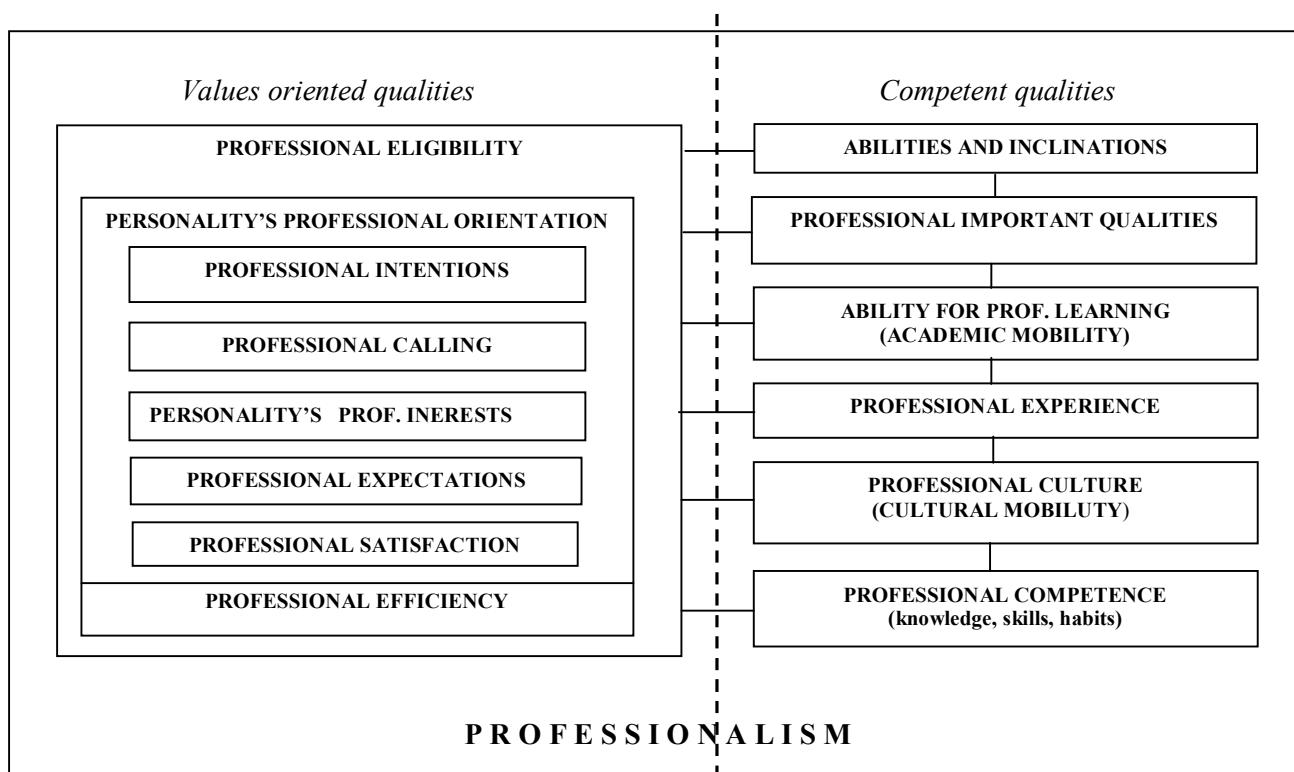 Values oriented qualities
PROFESSIONAL ELIGIBILITY
PERSONALITY’S PROFESSIONAL ORIENTATION
PROFESSIONAL INTENTIONS
PROFESSIONAL CALLING
PERSONALITY’S PROF. INERESTS
PROFESSIONAL EXPECTATIONS
PROFESSIONAL SATISFACTION
PROFESSIONAL EFFICIENCY
Competent qualities
ABILITIES AND INCLINATIONS
PROFESSIONAL IMPORTANT QUALITIES
ABILITY FOR PROF. LEARNING
(ACADEMIC MOBILITY)
PROFESSIONAL EXPERIENCE
PROFESSIONAL CULTURE
(CULTURAL MOBILUTY)
PROFESSIONAL COMPETENCE
(knowledge, skills, habits)
P R O F E S S I O N A L I S M